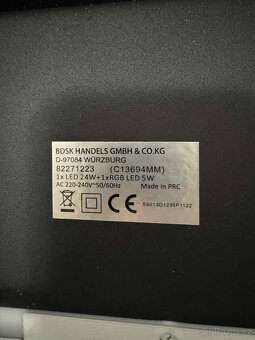 BDSK HANDELS GMBH & CO.KG
D-97084 WÜRZBURG
82271223 (C13694MM)
1x LED 24W+1xRGB LED 5W
AC 220-240V~50/60Hz Made in PRC
CE S9013Q1235P1122